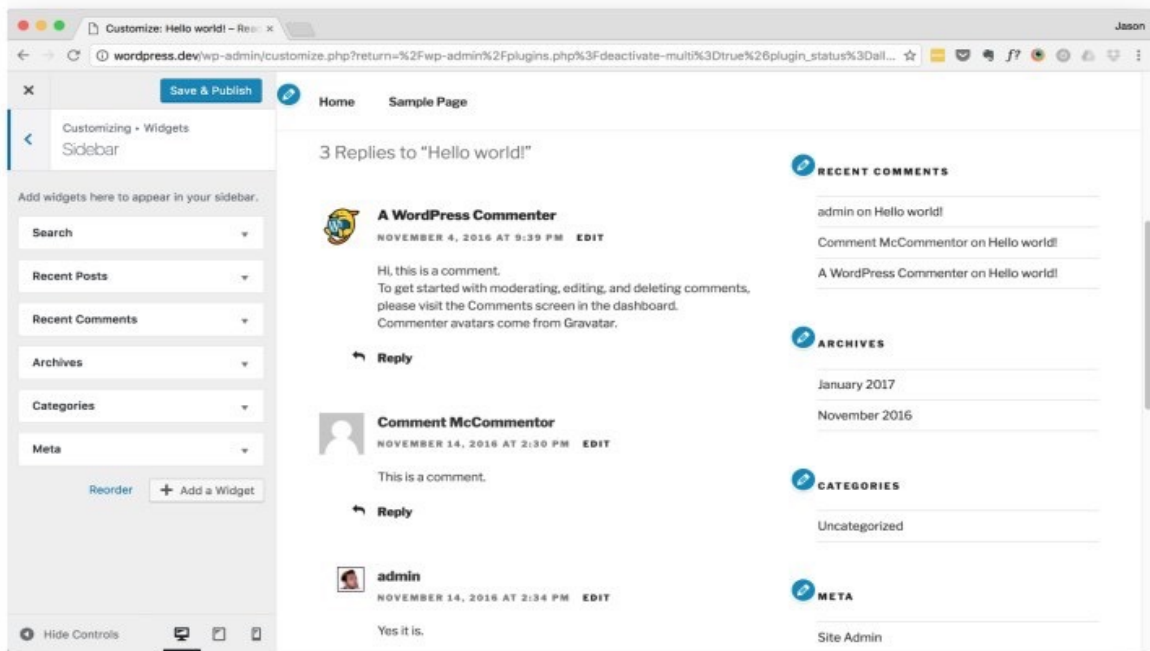 Customize: Hello world! – Rea
Jason
wordpress.dev/wp-admin/customize.php?return=%2Fwp-admin%2Fplugins.php%3Fdeactivate-multi%3Dtrue%26plugin_status%3Dall...
f?
Save & Publish
Customizing ▸ Widgets
Sidebar
Add widgets here to appear in your sidebar.
Search
Recent Posts
Recent Comments
Archives
Categories
Meta
Reorder
Add a Widget
Hide Controls
Home Sample Page
3 Replies to “Hello world!”
A WordPress Commenter
NOVEMBER 4, 2016 AT 9:39 PM EDIT
Hi, this is a comment.
To get started with moderating, editing, and deleting comments,
please visit the Comments screen in the dashboard.
Commenter avatars come from Gravatar.
Reply
Comment McCommentor
NOVEMBER 14, 2016 AT 2:30 PM EDIT
This is a comment.
Reply
admin
NOVEMBER 14, 2016 AT 2:34 PM EDIT
Yes it is.
RECENT COMMENTS
admin on Hello world!
Comment McCommentor on Hello world!
A WordPress Commenter on Hello world!
ARCHIVES
January 2017
November 2016
CATEGORIES
Uncategorized
META
Site Admin